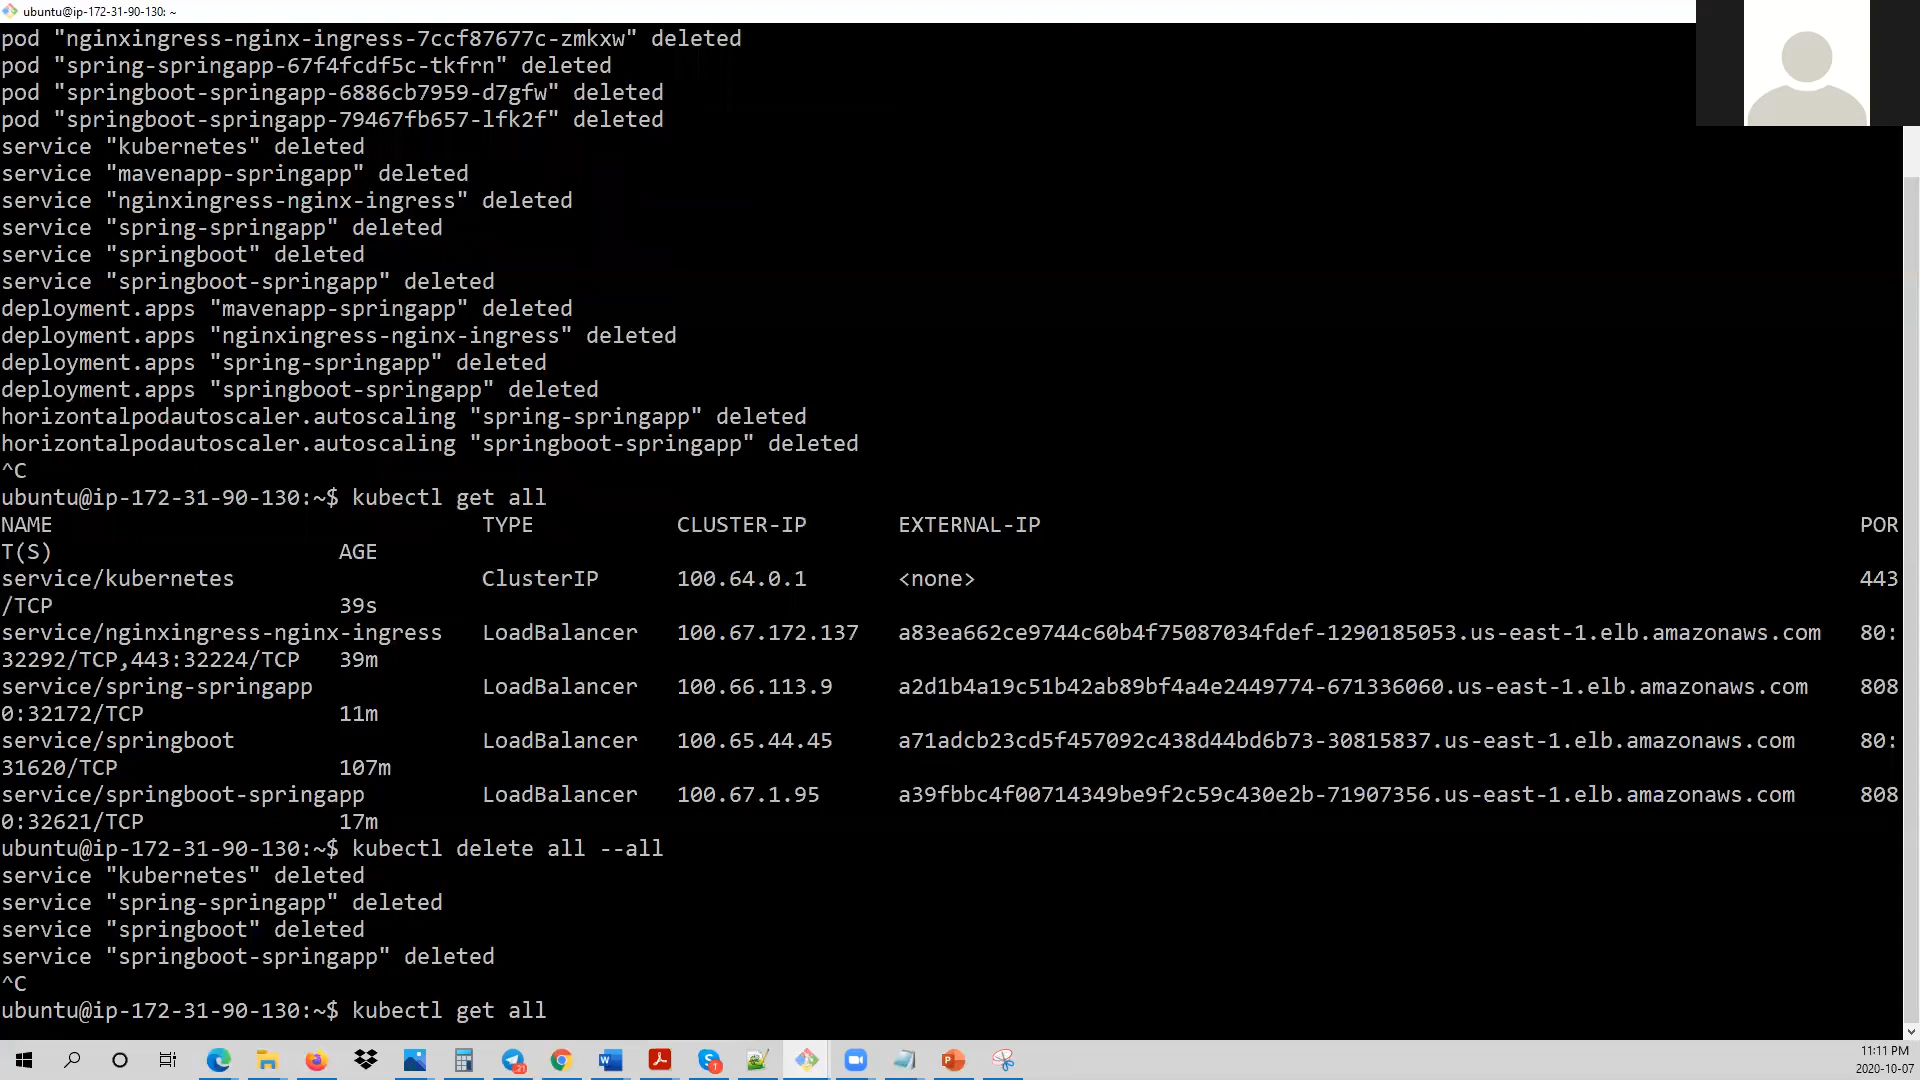 ubuntu@ip-172-31-90-130: ~
pod "nginxingress-nginx-ingress-7ccf87677c-zmkxw" deleted
pod "spring-springapp-67f4fcdf5c-tkfrn" deleted
pod "springboot-springapp-6886cb7959-d7gfw" deleted
pod "springboot-springapp-79467fb657-lfk2f" deleted
service "kubernetes" deleted
service "mavenapp-springapp" deleted
service "nginxingress-nginx-ingress" deleted
service "spring-springapp" deleted
service "springboot" deleted
service "springboot-springapp" deleted
deployment.apps "mavenapp-springapp" deleted
deployment.apps "nginxingress-nginx-ingress" deleted
deployment.apps "spring-springapp" deleted
deployment.apps "springboot-springapp" deleted
horizontalpodautoscaler.autoscaling "spring-springapp" deleted
horizontalpodautoscaler.autoscaling "springboot-springapp" deleted
^C
ubuntu@ip-172-31-90-130:~$ kubectl get all
NAME TYPE CLUSTER-IP EXTERNAL-IP POR
T(S) AGE
service/kubernetes ClusterIP 100.64.0.1 <none> 443
/TCP 39s
service/nginxingress-nginx-ingress LoadBalancer 100.67.172.137 a83ea662ce9744c60b4f75087034fdef-1290185053.us-east-1.elb.amazonaws.com 80:
32292/TCP,443:32224/TCP 39m
service/spring-springapp LoadBalancer 100.66.113.9 a2d1b4a19c51b42ab89bf4a4e2449774-671336060.us-east-1.elb.amazonaws.com 808
0:32172/TCP 11m
service/springboot LoadBalancer 100.65.44.45 a71adcb23cd5f457092c438d44bd6b73-30815837.us-east-1.elb.amazonaws.com 80:
31620/TCP 107m
service/springboot-springapp LoadBalancer 100.67.1.95 a39fbbc4f00714349be9f2c59c430e2b-71907356.us-east-1.elb.amazonaws.com 808
0:32621/TCP 17m
ubuntu@ip-172-31-90-130:~$ kubectl delete all --all
service "kubernetes" deleted
service "spring-springapp" deleted
service "springboot" deleted
service "springboot-springapp" deleted
^C
ubuntu@ip-172-31-90-130:~$ kubectl get all
11:11 PM
2020-10-07